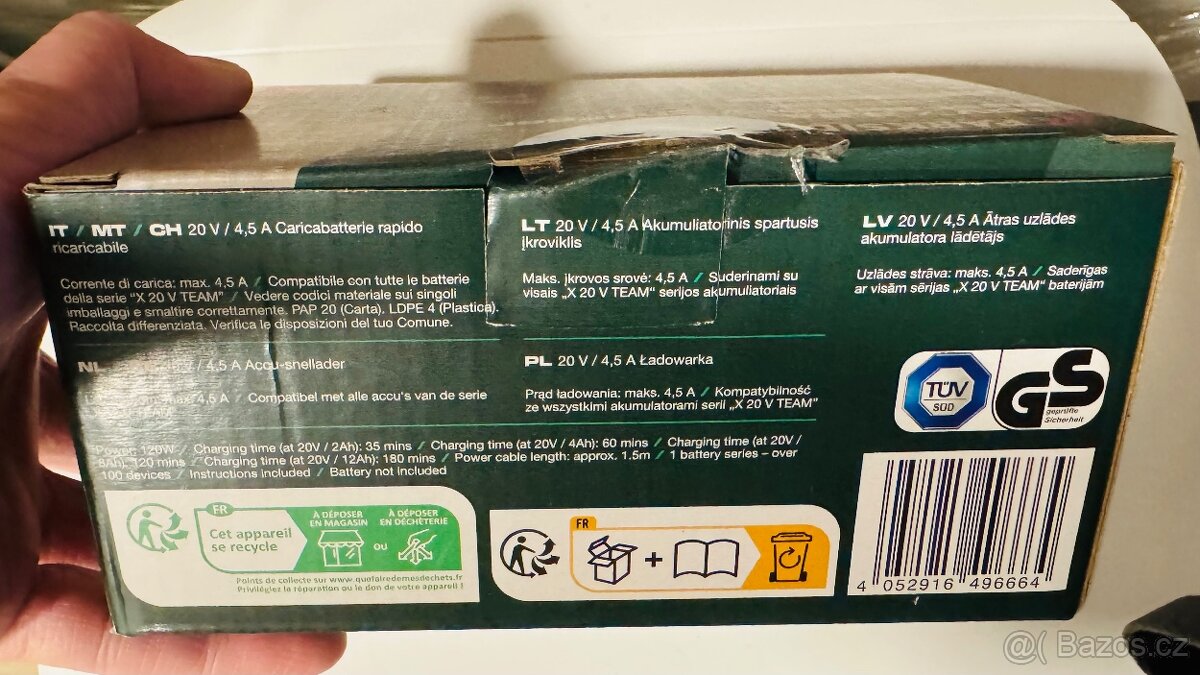 IT / MT / CH 20 V / 4,5 A Caricabatterie rapido
ricaricabile
Corrente di carica: max. 4,5 A / Compatibile con tutte le batterie
della serie "X 20 V TEAM" / Vedere codici materiale sui singoli
imballaggi e smaltire correttamente. PAP 20 (Carta). LDPE 4 (Plastica).
Raccolta differenziata. Verifica le disposizioni del tuo Comune.
NL / 4,5 A Accu-snellader
4,5 A / Compatibel met alle accu's van de serie
TEAM"
LT 20 V / 4,5 A Akumuliatorinis spartusis
įkroviklis
Maks. įkrovos srovė: 4,5 A / Suderinami su
visais „X 20 V TEAM" serijos akumuliatoriais
PL 20 V / 4,5 A Ładowarka
Prąd ładowania: maks. 4,5 A / Kompatybilność
ze wszystkimi akumulatorami serii „X 20 V TEAM"
LV 20 V / 4,5 A Ātras uzlādes
akumulatora lādētājs
Uzlādes strāva: maks. 4,5 A / Saderīgas
ar visām sērijas „X 20 V TEAM" baterijām
TÜV
SÜD
GS
geprüfte
Sicherheit
Power: 120W / Charging time (at 20V / 2Ah): 35 mins / Charging time (at 20V / 4Ah): 60 mins / Charging time (at 20V /
8Ah): 120 mins / Charging time (at 20V / 12Ah): 180 mins / Power cable length: approx. 1.5m / 1 battery series – over
100 devices / Instructions included / Battery not included
FR
Cet appareil
se recycle
À DÉPOSER
EN MAGASIN
OU
À DÉPOSER
EN DÉCHÈTERIE
Points de collecte sur www.quefairedemesdechets.fr
Privilégiez la réparation ou le don de votre appareil !
FR
+
4 052916 496664
@( Bazos.cz